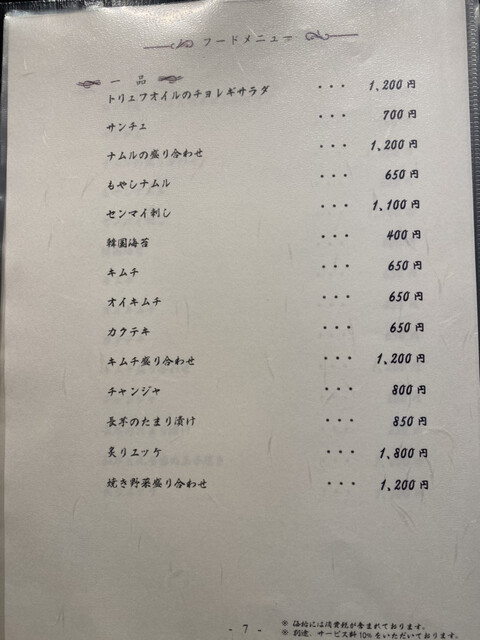 フードメニュー
一品
トリュフオイルのチョレギサラダ ・・・ 1,200円
サンチェ ・・・ 700円
ナムルの盛り合わせ ・・・ 1,200円
もやしナムル ・・・ 650円
センマイ刺し ・・・ 1,100円
韓国海苔 ・・・ 400円
キムチ ・・・ 650円
オイキムチ ・・・ 650円
カクテキ ・・・ 650円
キムチ盛り合わせ ・・・ 1,200円
チャンジャ ・・・ 800円
長芋のたまり漬け ・・・ 850円
炙りエッケ ・・・ 1,800円
焼き野菜盛り合わせ ・・・ 1,200円
- 7 -
※ 価格には消費税が含まれております。
※ 別途、サービス料10%をいただいております。